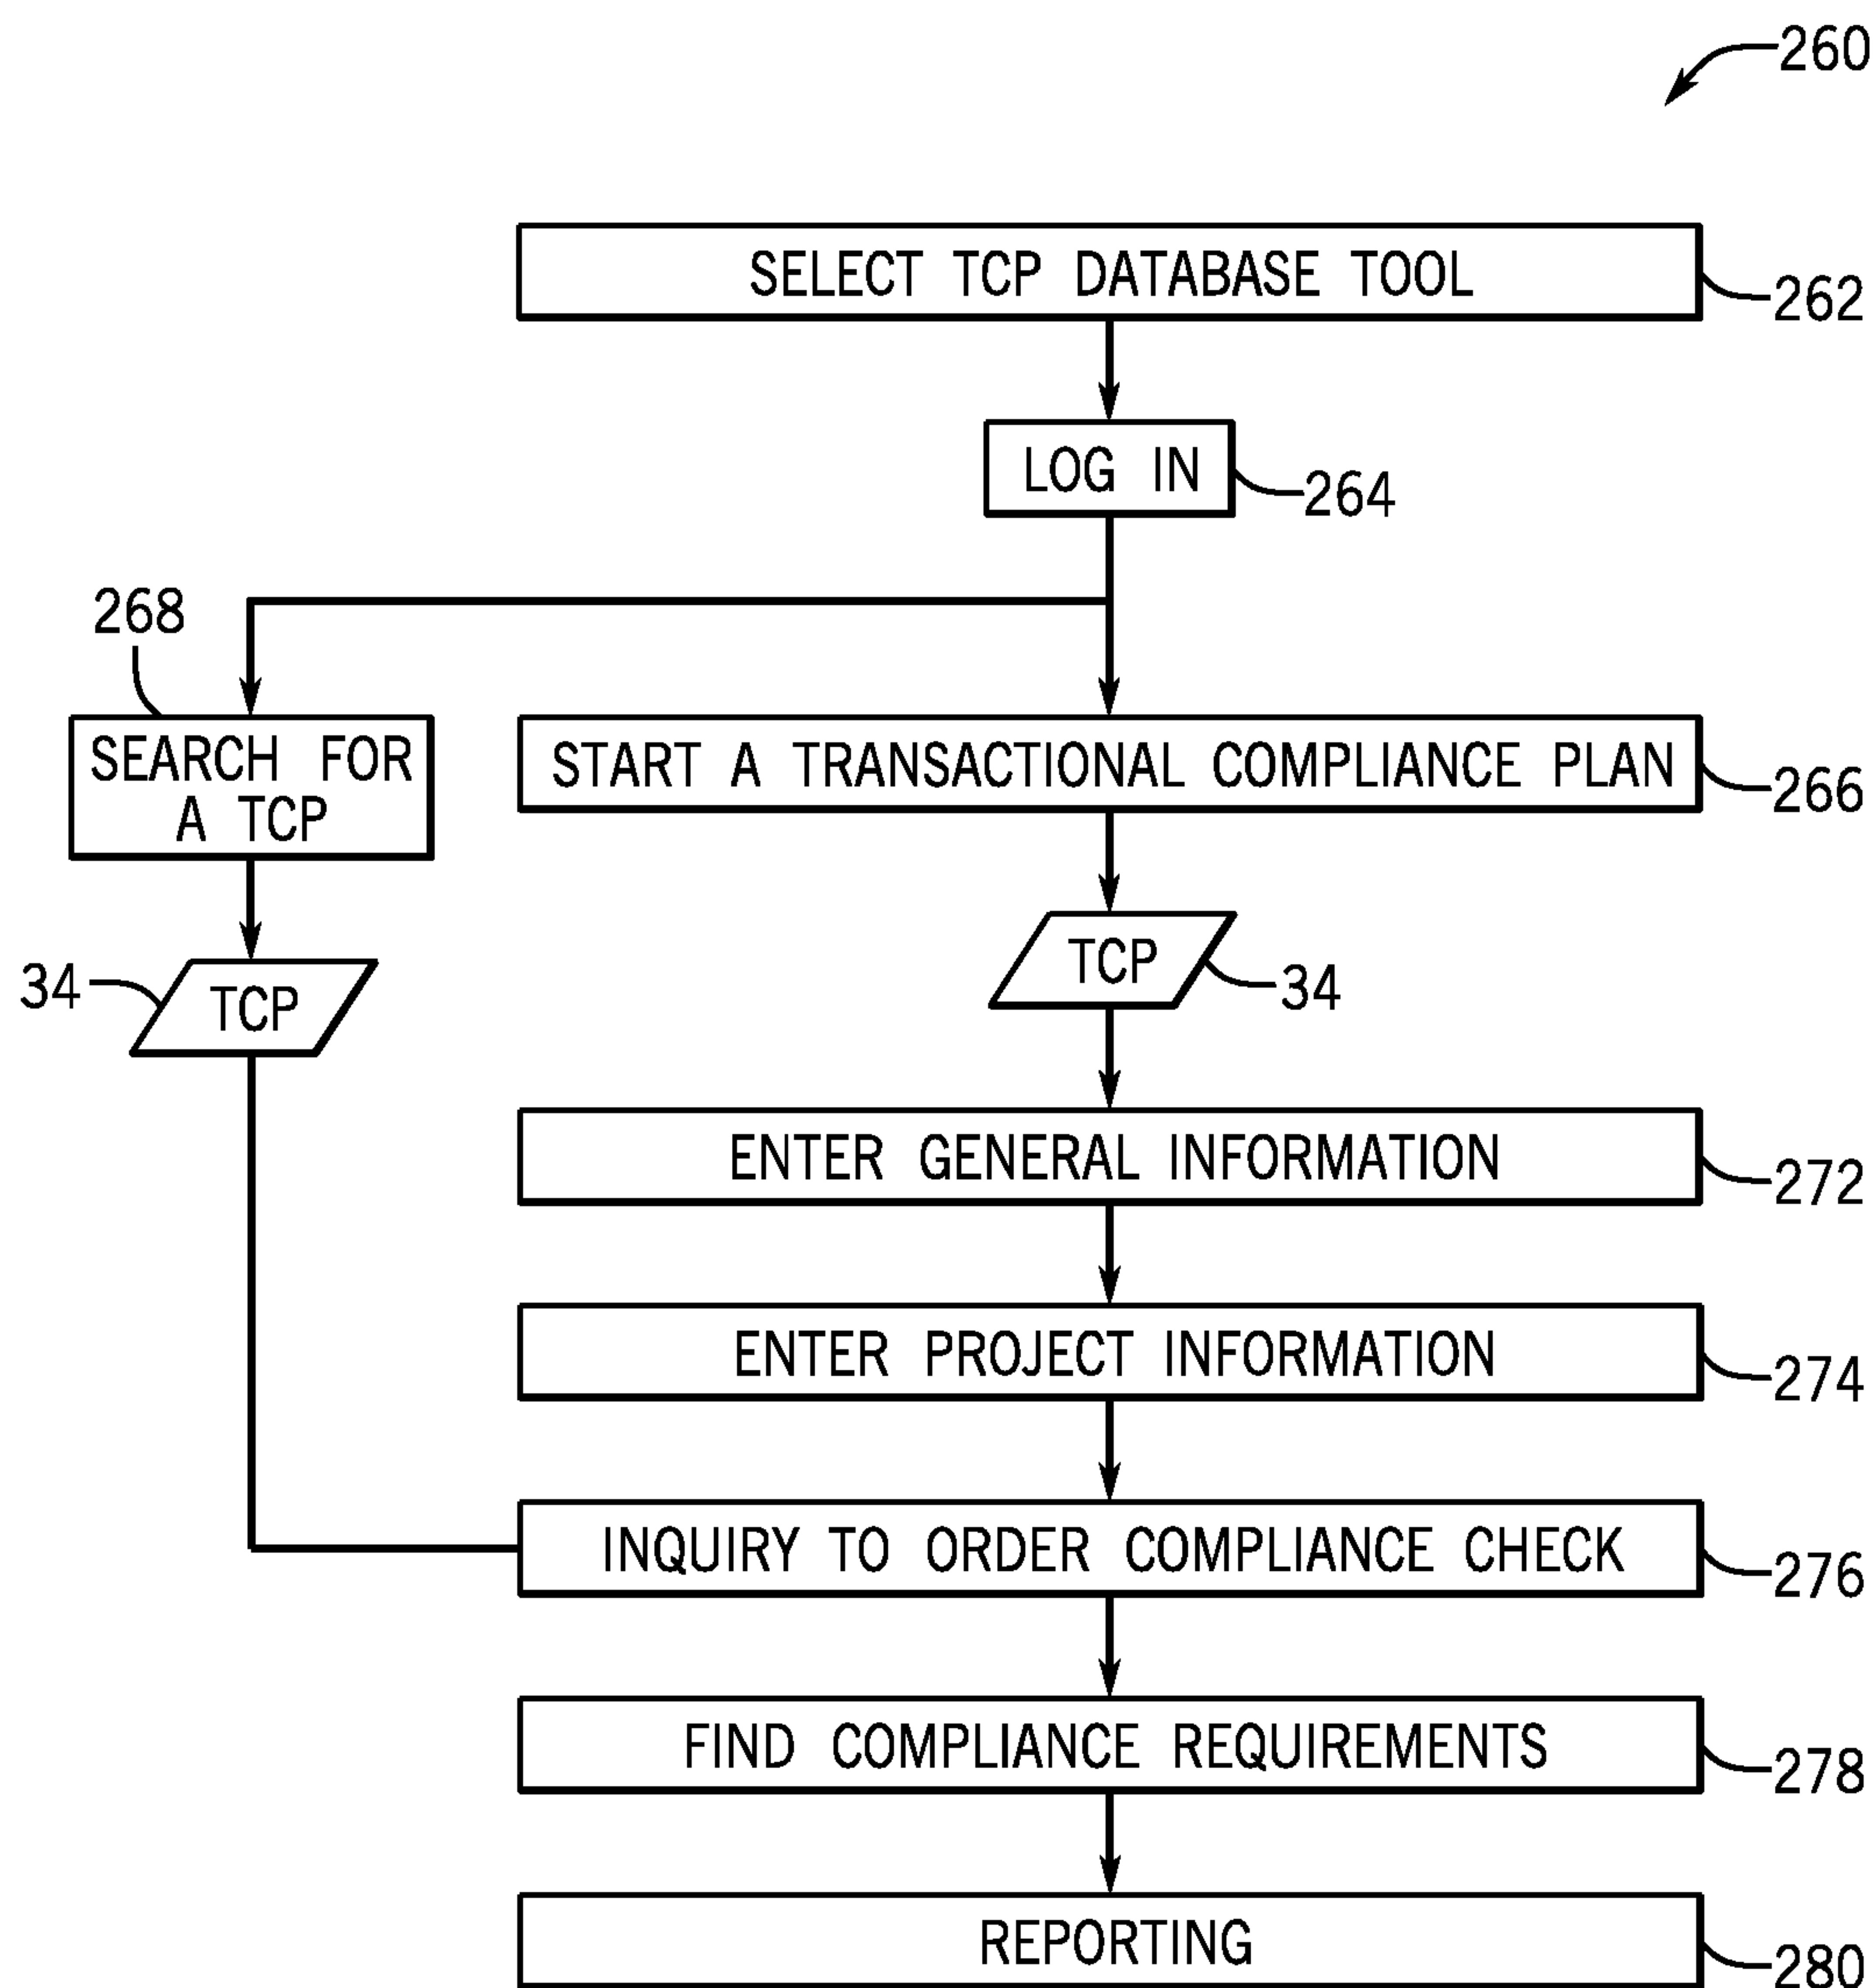 260
SELECT TCP DATABASE TOOL
262
LOG IN
264
268
SEARCH FOR
A TCP
START A TRANSACTIONAL COMPLIANCE PLAN
266
TCP
34
34
TCP
ENTER GENERAL INFORMATION
272
ENTER PROJECT INFORMATION
274
INQUIRY TO ORDER COMPLIANCE CHECK
276
FIND COMPLIANCE REQUIREMENTS
278
REPORTING
280